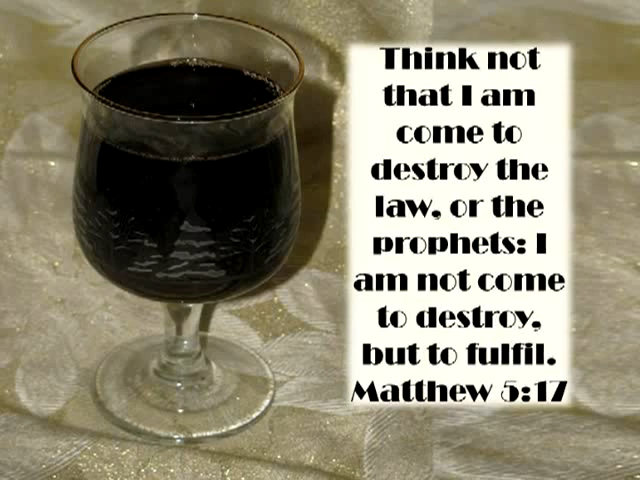 Think not
that I am
come to
destroy the
law, or the
prophets: I
am not come
to destroy,
but to fulfil.
Matthew 5:17